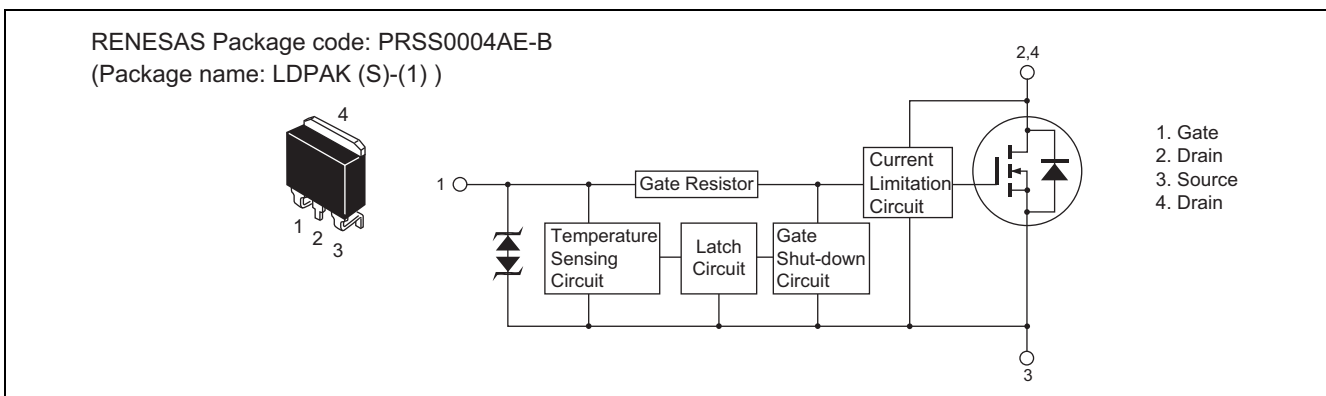 RENESAS Package code: PRSS0004AE-B
(Package name: LDPAK (S)-(1) )
4
1
2
3
1
Gate Resistor
Temperature
Sensing
Circuit
Latch
Circuit
Gate
Shut-down
Circuit
Current
Limitation
Circuit
2,4
3
1. Gate
2. Drain
3. Source
4. Drain